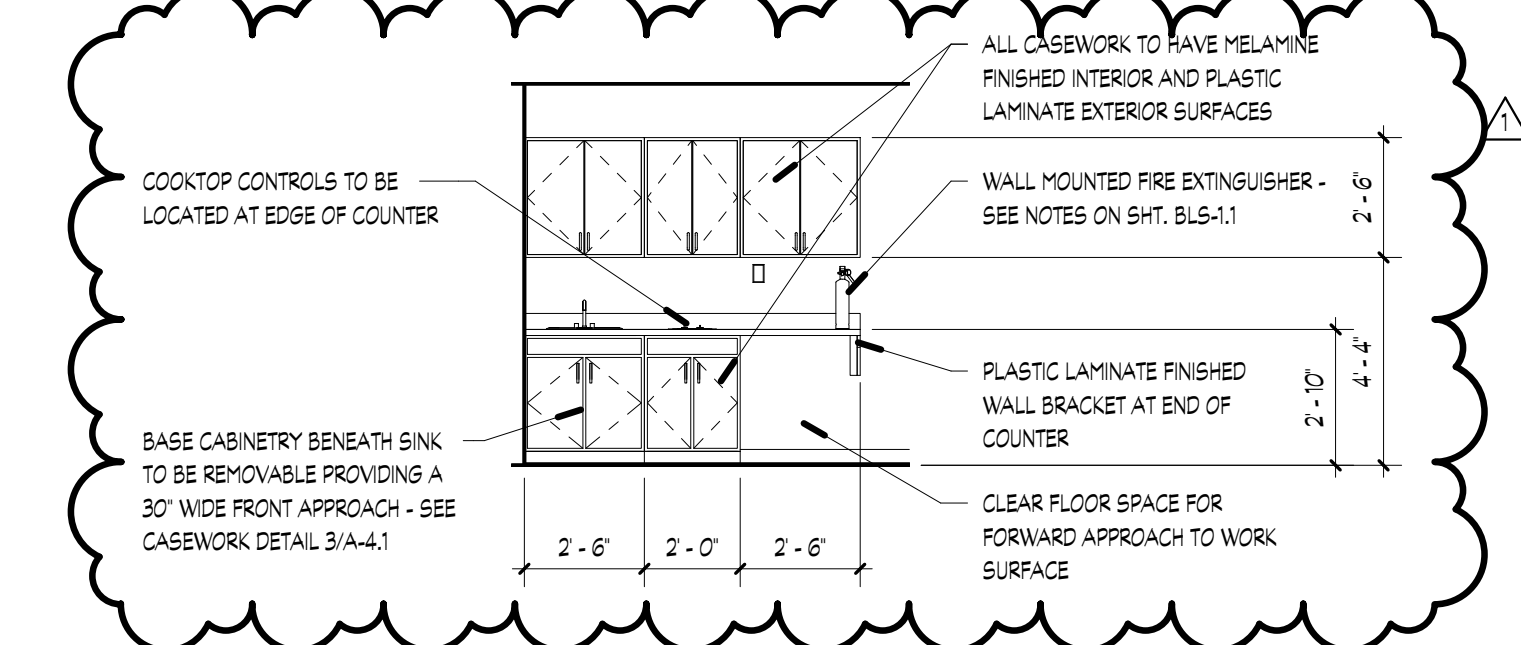 ALL CASEWORK TO HAVE MELAMINE
FINISHED INTERIOR AND PLASTIC
LAMINATE EXTERIOR SURFACES
1
COOKTOP CONTROLS TO BE
LOCATED AT EDGE OF COUNTER
WALL MOUNTED FIRE EXTINGUISHER -
SEE NOTES ON SHT. BLS-1.1
2' - 6"
PLASTIC LAMINATE FINISHED
WALL BRACKET AT END OF
COUNTER
2' - 10"
4' - 4"
BASE CABINETRY BENEATH SINK
TO BE REMOVABLE PROVIDING A
30" WIDE FRONT APPROACH - SEE
CASEWORK DETAIL 3/A-4.1
CLEAR FLOOR SPACE FOR
FORWARD APPROACH TO WORK
SURFACE
2' - 6"
2' - 0"
2' - 6"